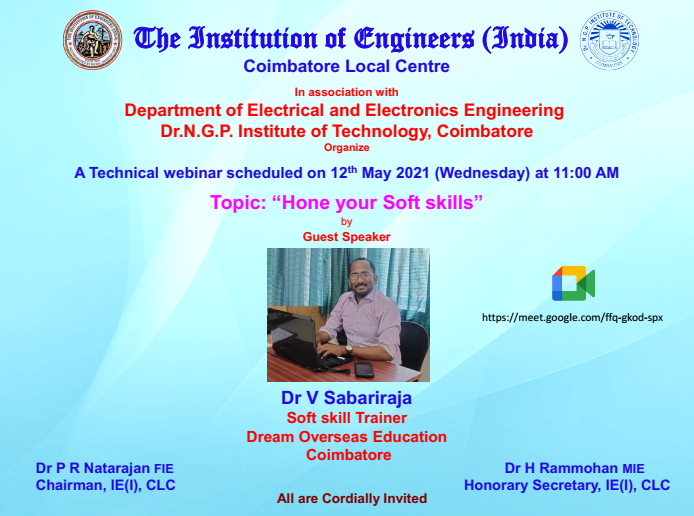 The Institution of Engineers (India)
Coimbatore Local Centre
In association with
Department of Electrical and Electronics Engineering
Dr.N.G.P. Institute of Technology, Coimbatore
Organize
A Technical webinar scheduled on 12th May 2021 (Wednesday) at 11:00 AM
Topic: “Hone your Soft skills”
by
Guest Speaker
https://meet.google.com/ffq-gkod-spx
Dr V Sabariraja
Soft skill Trainer
Dream Overseas Education
Coimbatore
Dr P R Natarajan FIE
Chairman, IE(I), CLC
Dr H Rammohan MIE
Honorary Secretary, IE(I), CLC
All are Cordially Invited